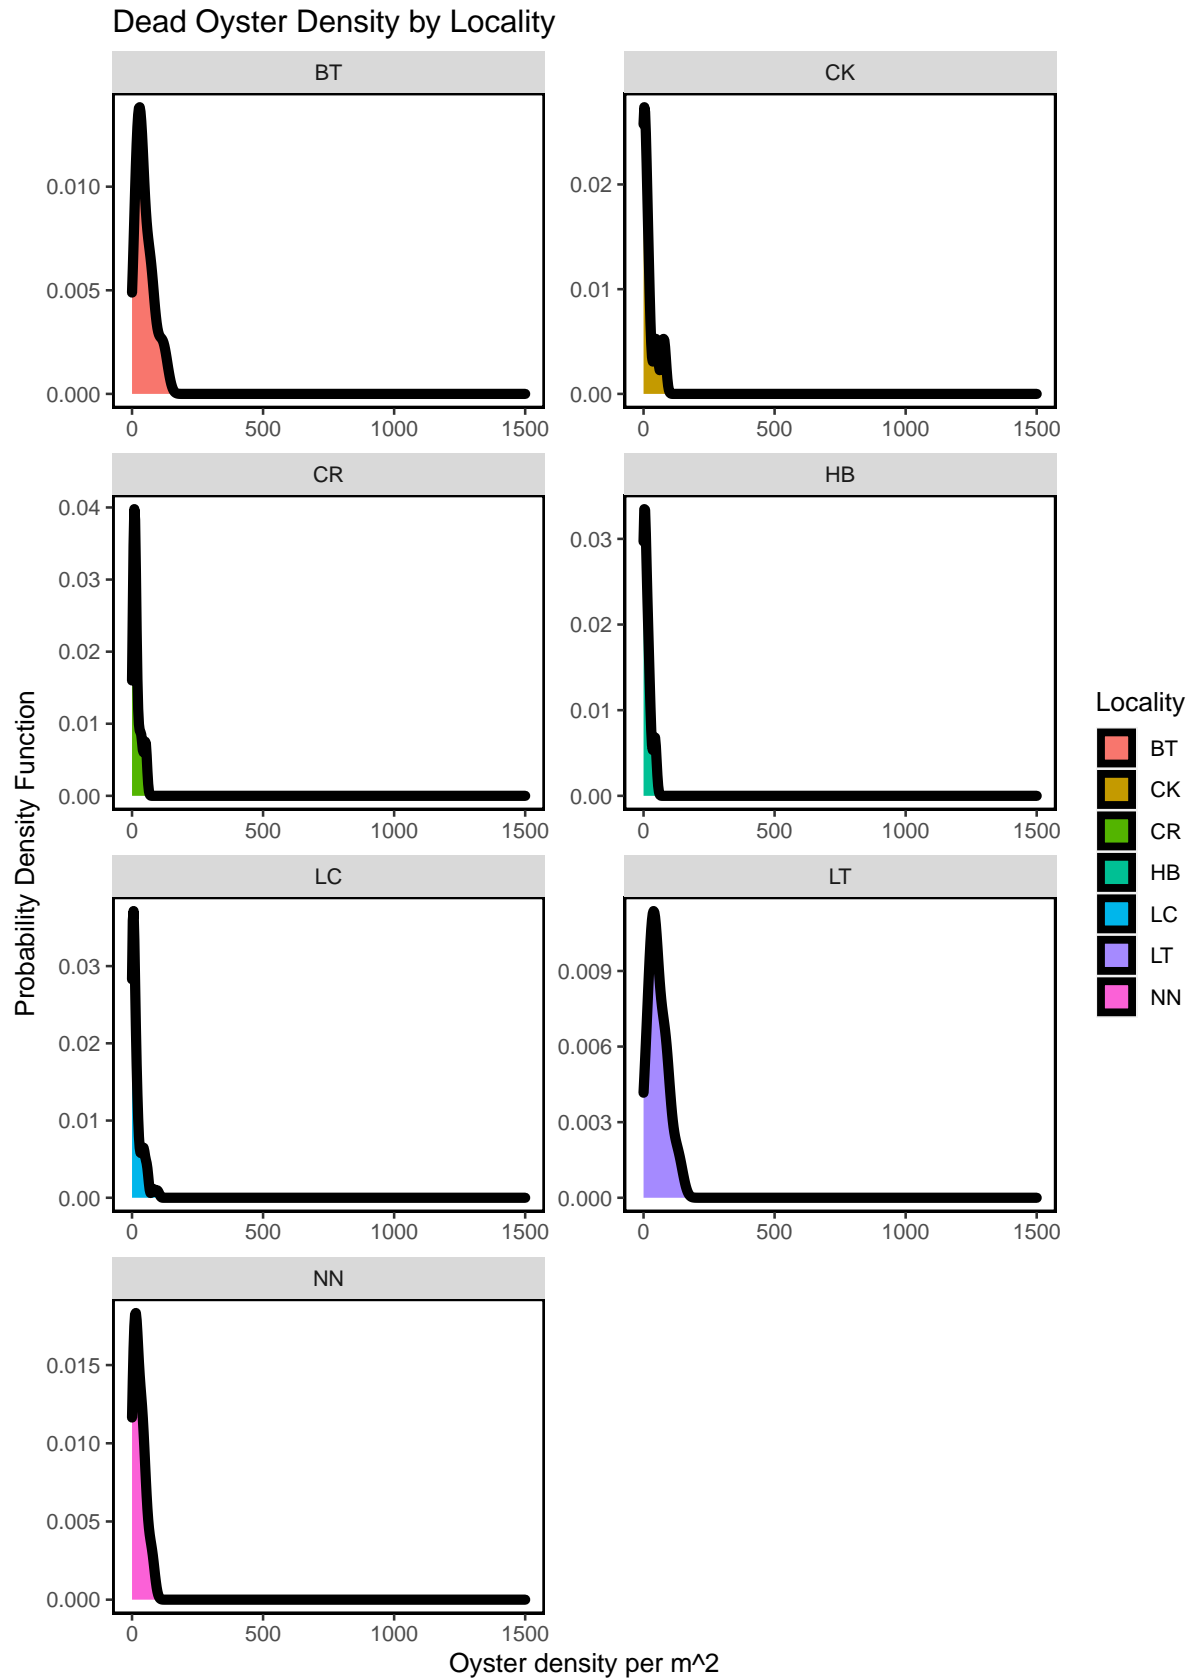 Dead Oyster Density by Locality
BT
CK
0.010
0.005
0.000
0.02
0.01
0.00
0 500 1000 1500
0 500 1000 1500
CR
HB
0.04
0.03
0.02
0.01
0.00
0.03
0.02
0.01
0.00
0 500 1000 1500
0 500 1000 1500
LC
LT
0.03
0.02
0.01
0.00
0.009
0.006
0.003
0.000
0 500 1000 1500
0 500 1000 1500
NN
0.015
0.010
0.005
0.000
0 500 1000 1500
Oyster density per m^2
Probability Density Function
Locality
BT
CK
CR
HB
LC
LT
NN